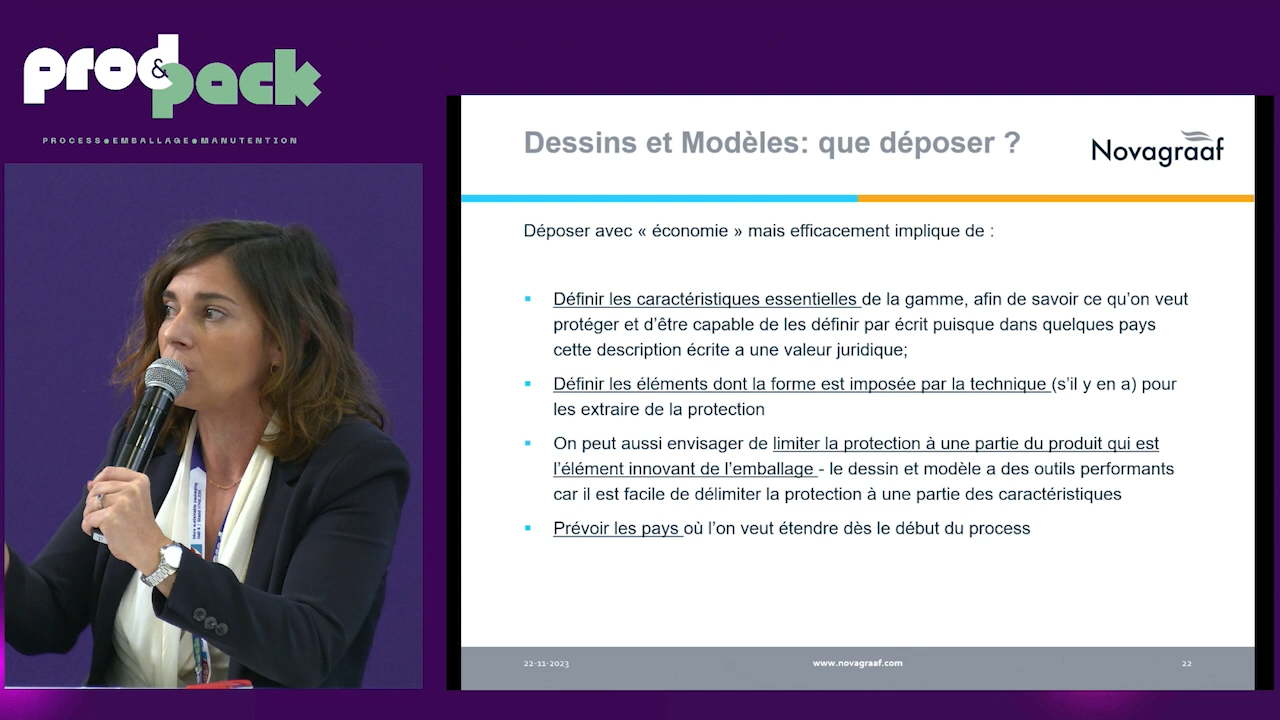 prod&pack
PROCESS•EMBALLAGE•MANUTENTION
Dessins et Modèles: que déposer ?
Novagraaf
Déposer avec « économie » mais efficacement implique de :
▪ Définir les caractéristiques essentielles de la gamme, afin de savoir ce qu’on veut
protéger et d’être capable de les définir par écrit puisque dans quelques pays
cette description écrite a une valeur juridique;
▪ Définir les éléments dont la forme est imposée par la technique (s’il y en a) pour
les extraire de la protection
▪ On peut aussi envisager de limiter la protection à une partie du produit qui est
l’élément innovant de l’emballage - le dessin et modèle a des outils performants
car il est facile de délimiter la protection à une partie des caractéristiques
▪ Prévoir les pays où l’on veut étendre dès le début du process
22-11-2023
www.novagraaf.com
22